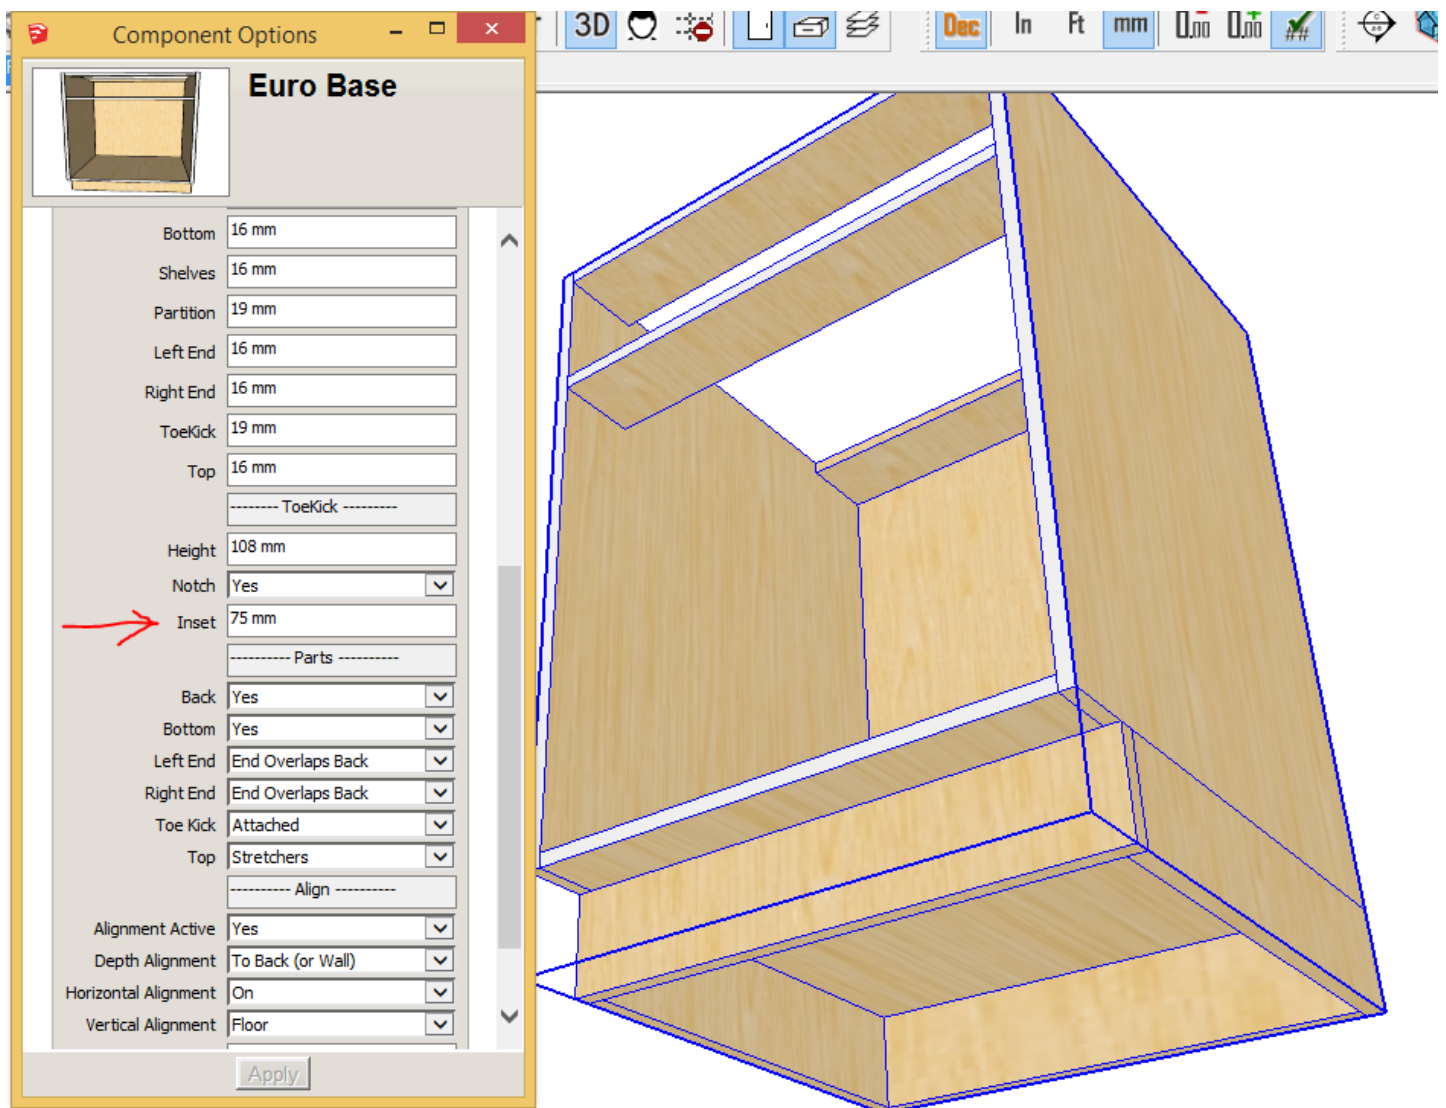 Component Options
3D
Dec
In
Ft
mm
0.00
0.00
##
Euro Base
Bottom 16 mm
Shelves 16 mm
Partition 19 mm
Left End 16 mm
Right End 16 mm
ToeKick 19 mm
Top 16 mm
-------- ToeKick ---------
Height 108 mm
Notch Yes
Inset 75 mm
---------- Parts ----------
Back Yes
Bottom Yes
Left End End Overlaps Back
Right End End Overlaps Back
Toe Kick Attached
Top Stretchers
---------- Align ----------
Alignment Active Yes
Depth Alignment To Back (or Wall)
Horizontal Alignment On
Vertical Alignment Floor
Apply